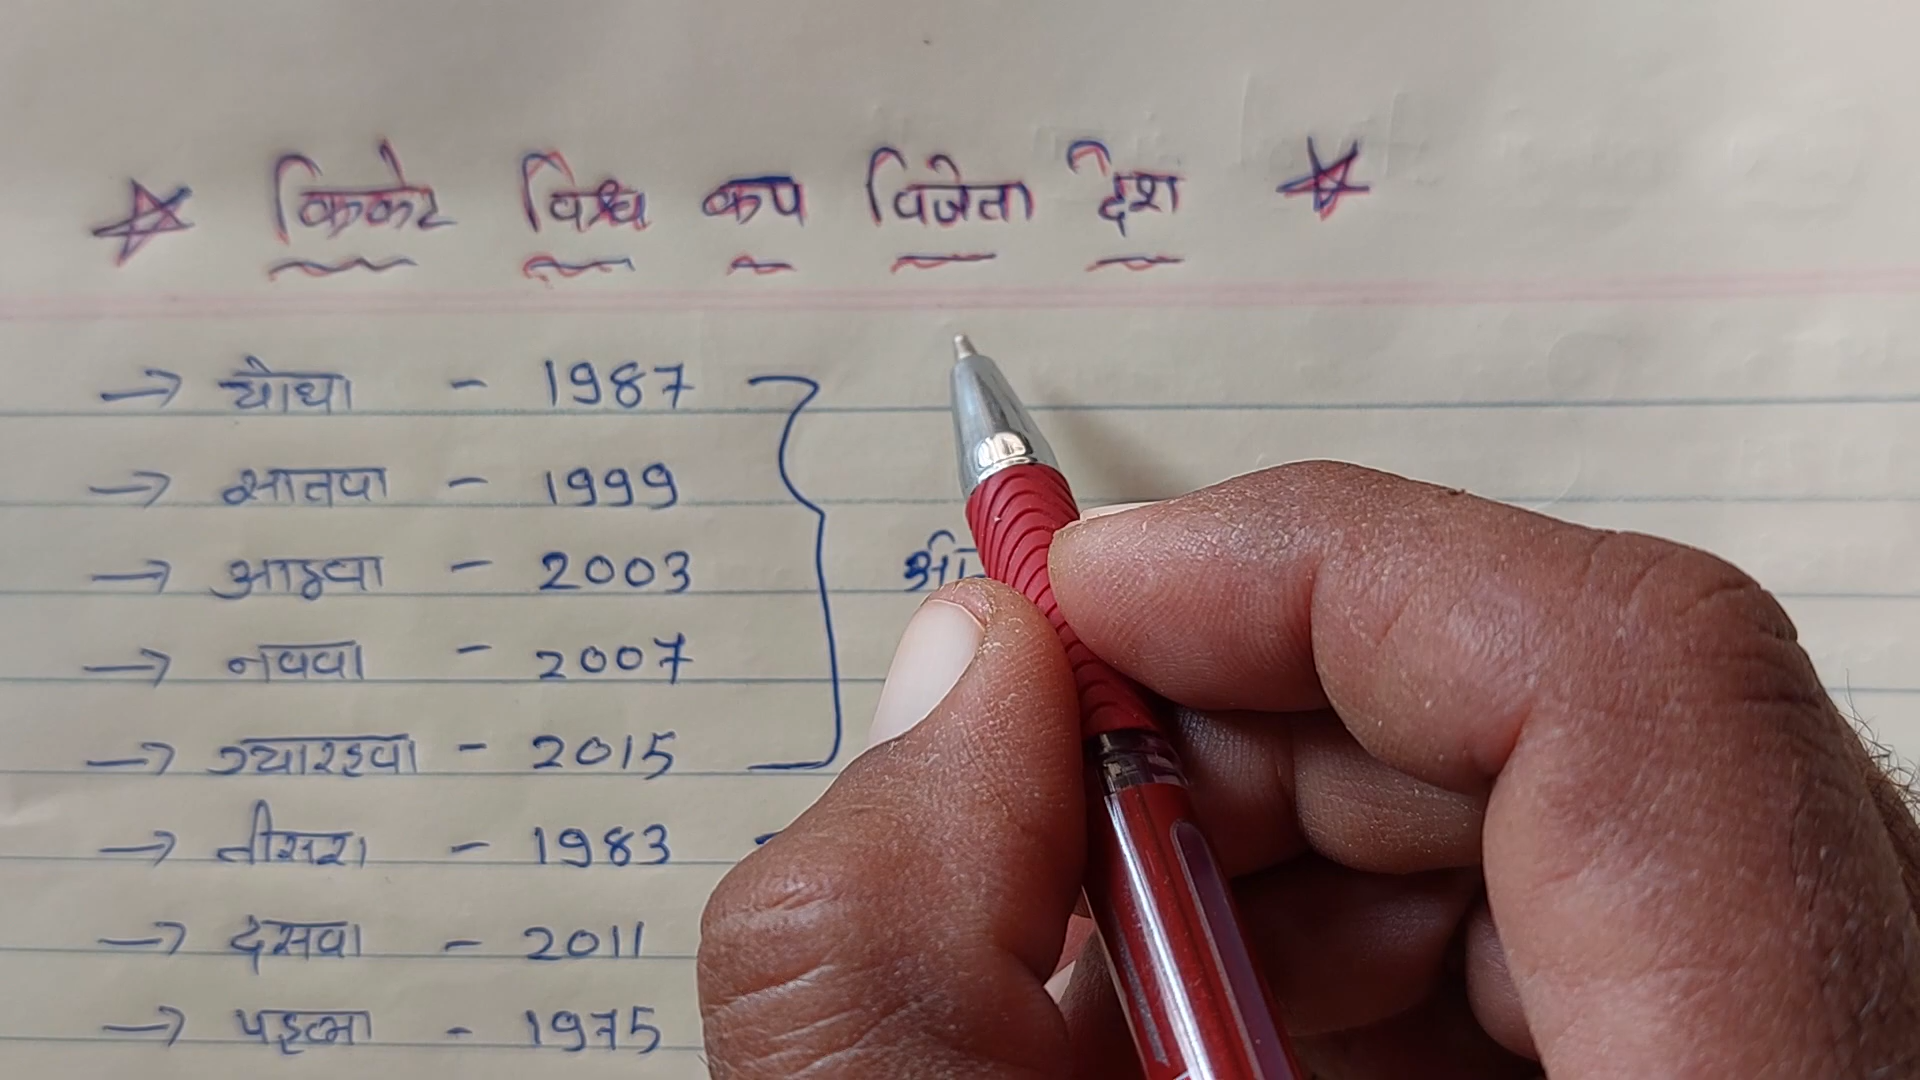 क्रिकेट विश्व कप विजेता देश
→ चौथा - 1987
→ सातवा - 1999
→ आठवा - 2003
→ नववा - 2007
→ ग्यारहवा - 2015
→ तीसरा - 1983
→ दसवा - 2011
→ पहला - 1975